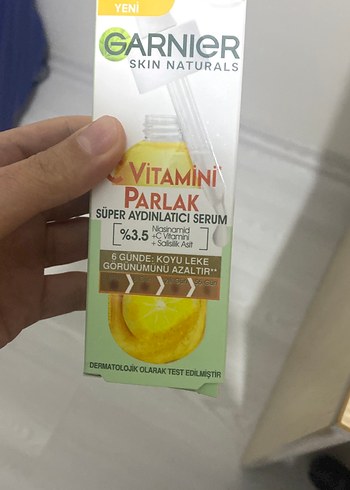 YENİ
GARNIER
SKIN NATURALS
C VİTAMİNİ
PARLAK
SÜPER AYDINLATICI SERUM
%3.5
Niasinamid
+C Vitamini
+ Salisilik Asit
6 GÜNDE: KOYU LEKE
GÖRÜNÜMÜNÜ AZALTIR**
DERMATOLOJİK OLARAK TEST EDİLMİŞTİR